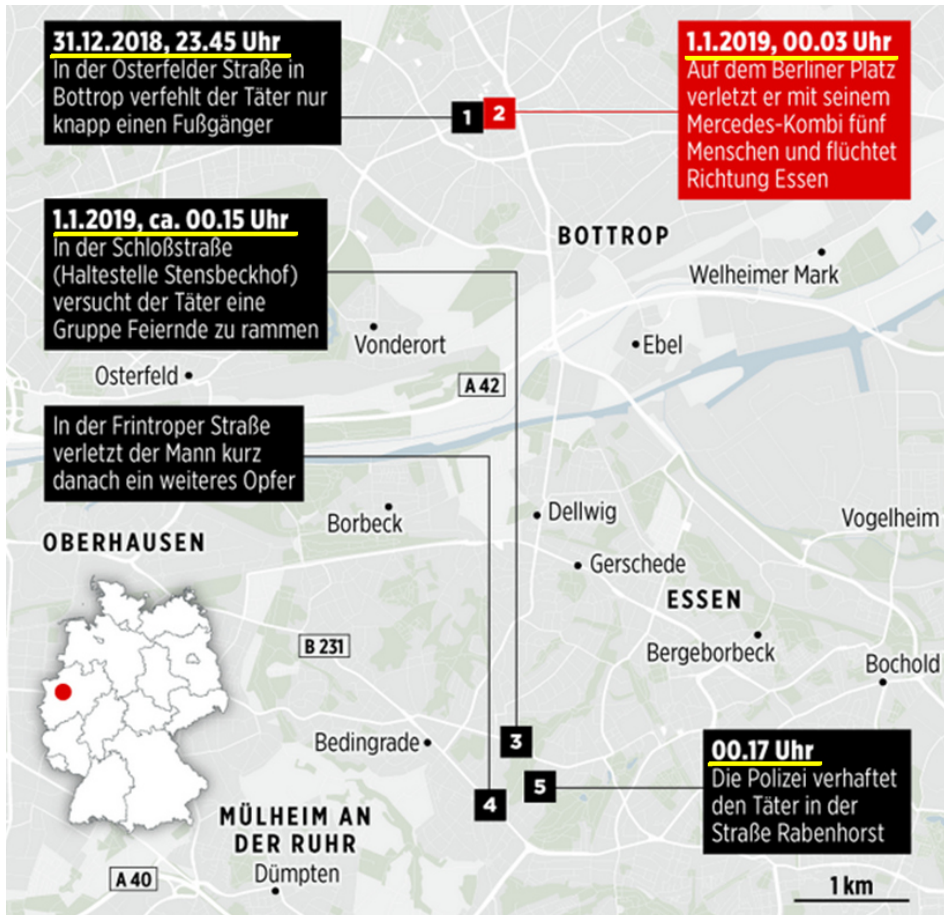 31.12.2018, 23.45 Uhr
In der Osterfelder Straße in
Bottrop verfehlt der Täter nur
knapp einen Fußgänger
1
2
1.1.2019, 00.03 Uhr
Auf dem Berliner Platz
verletzt er mit seinem
Mercedes-Kombi fünf
Menschen und flüchtet
Richtung Essen
1.1.2019, ca. 00.15 Uhr
In der Schloßstraße
(Haltestelle Stensbeckhof)
versucht der Täter eine
Gruppe Feiernde zu rammen
BOTTROP
Welheimer Mark
Vonderort
Ebel
Osterfeld
A 42
In der Frintroper Straße
verletzt der Mann kurz
danach ein weiteres Opfer
Borbeck
Dellwig
Vogelheim
OBERHAUSEN
Gerschede
ESSEN
B 231
Bergeborbeck
Bochold
Bedingrade
3
00.17 Uhr
Die Polizei verhaftet
den Täter in der
Straße Rabenhorst
5
4
MÜLHEIM AN
DER RUHR
Dümpten
A 40
1 km